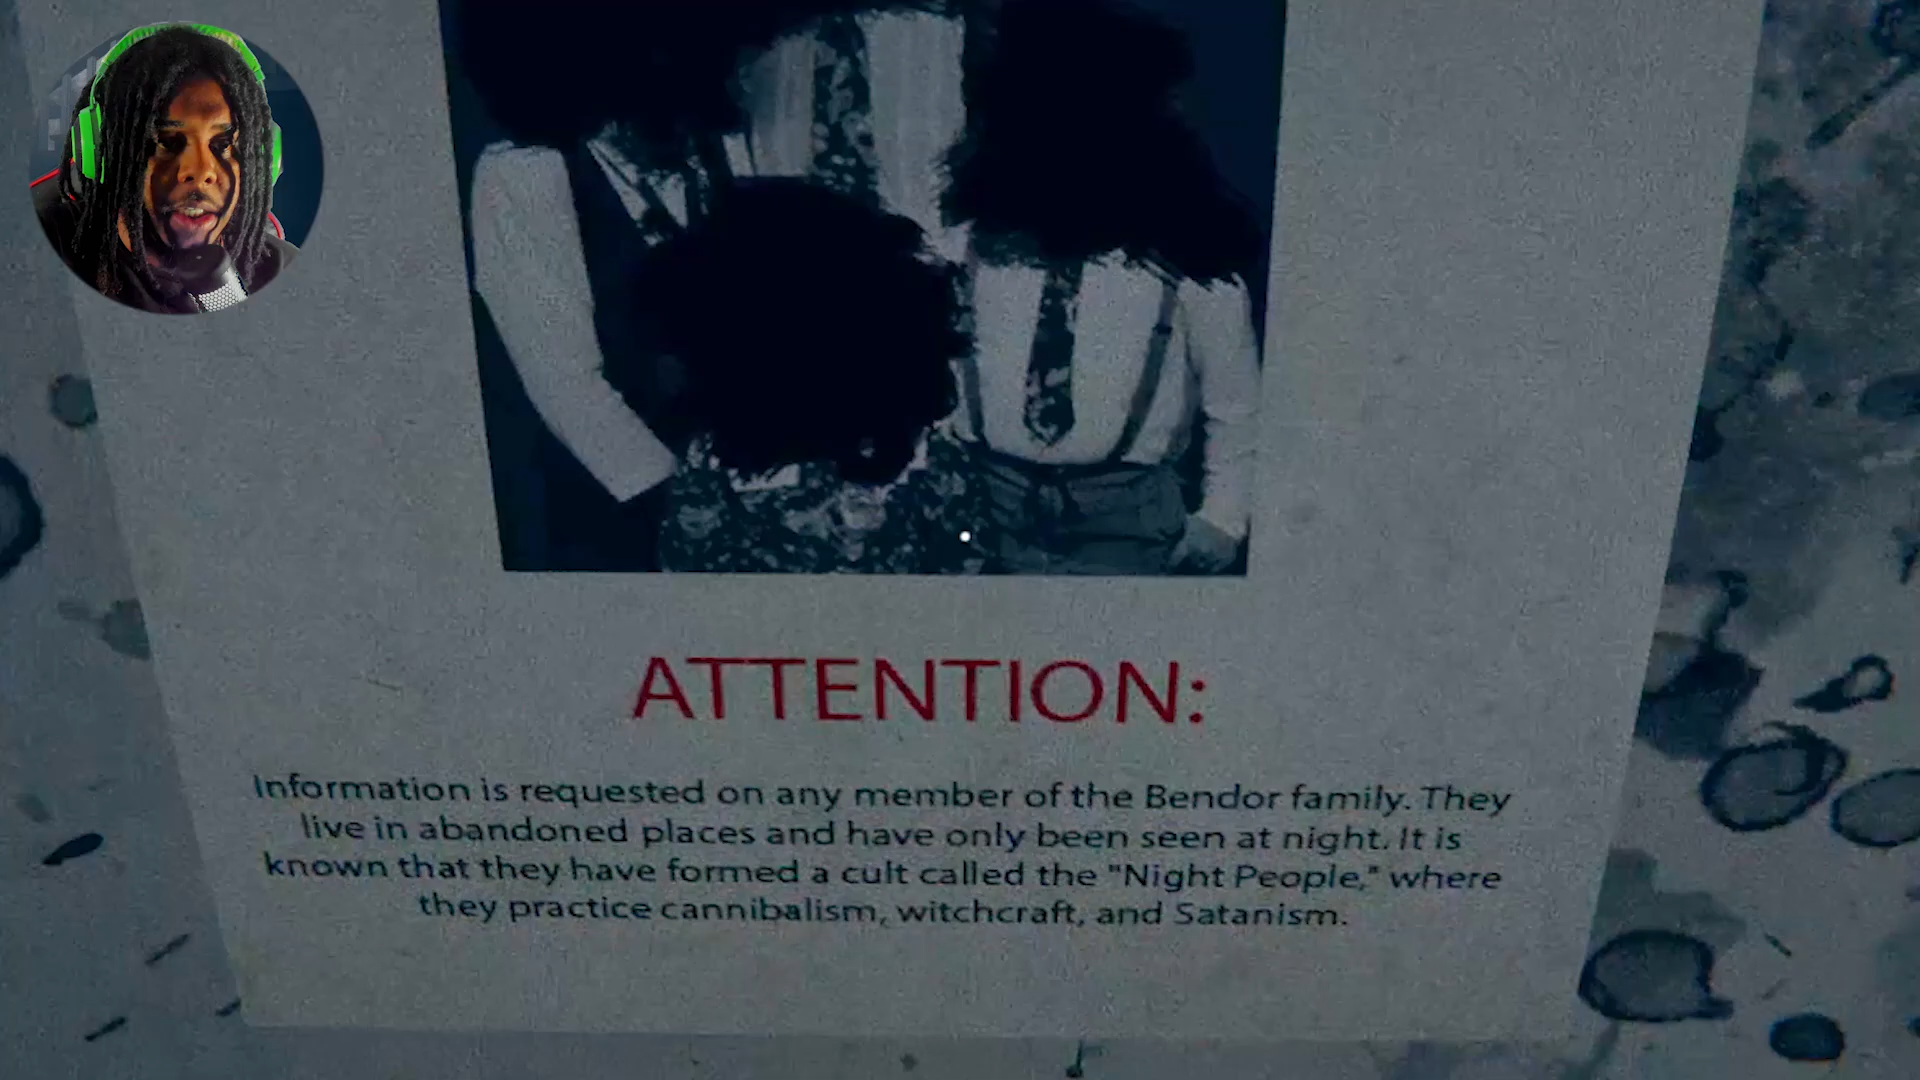 ATTENTION:
Information is requested on any member of the Bendor family. They
live in abandoned places and have only been seen at night. It is
known that they have formed a cult called the "Night People," where
they practice cannibalism, witchcraft, and Satanism.